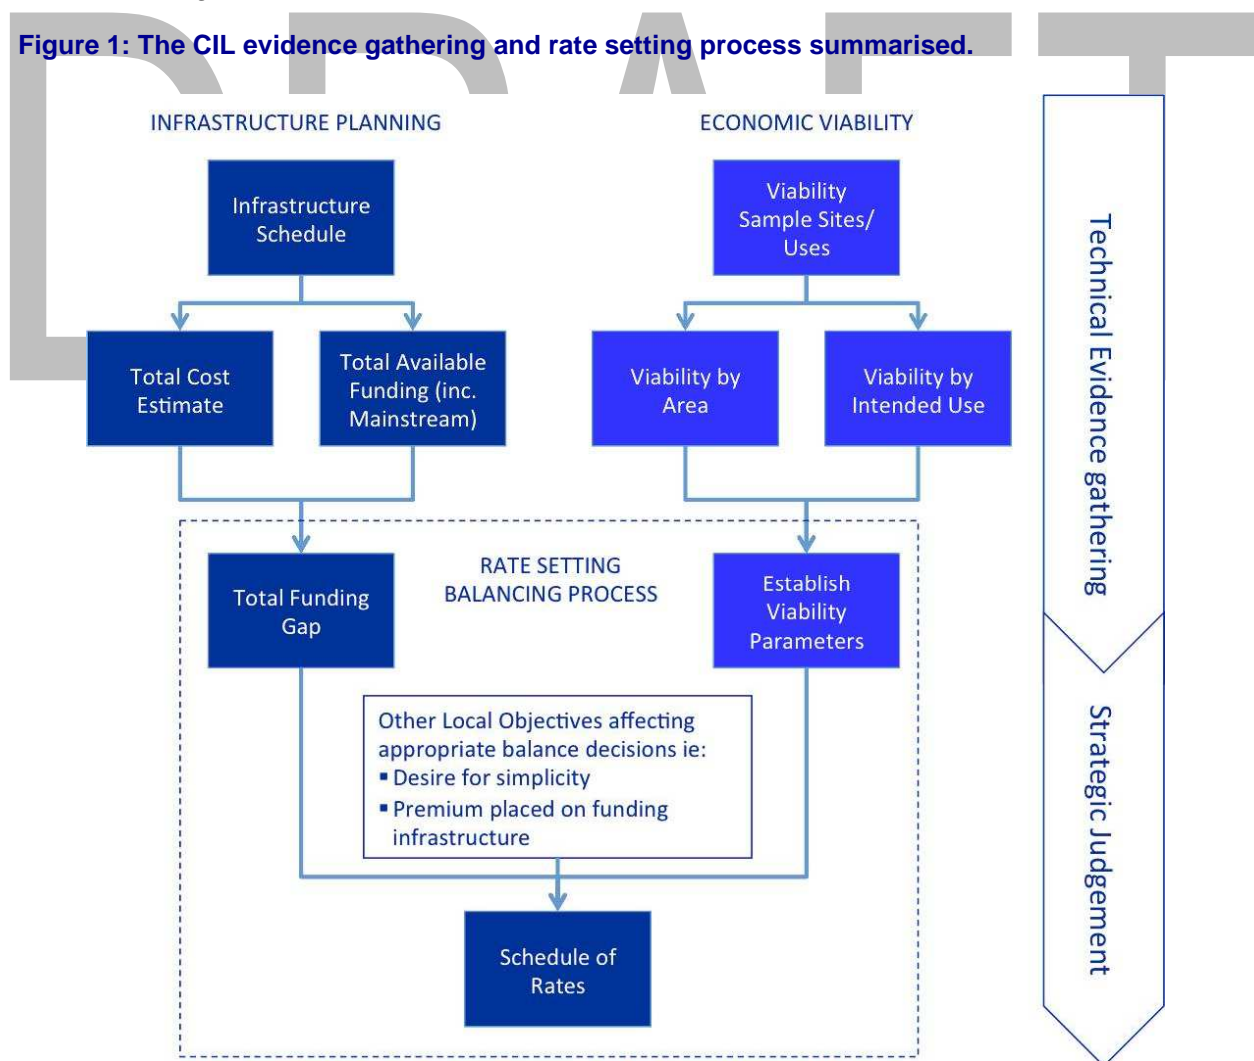 DRAFT
Figure 1: The CIL evidence gathering and rate setting process summarised.
INFRASTRUCTURE PLANNING
ECONOMIC VIABILITY
Infrastructure
Schedule
Viability
Sample Sites/
Uses
Total Cost
Estimate
Total Available
Funding (inc.
Mainstream)
Viability by
Area
Viability by
Intended Use
RATE SETTING
BALANCING PROCESS
Total Funding
Gap
Establish
Viability
Parameters
Other Local Objectives affecting
appropriate balance decisions ie:
▪ Desire for simplicity
▪ Premium placed on funding
infrastructure
Schedule of
Rates
Technical Evidence gathering
Strategic Judgement